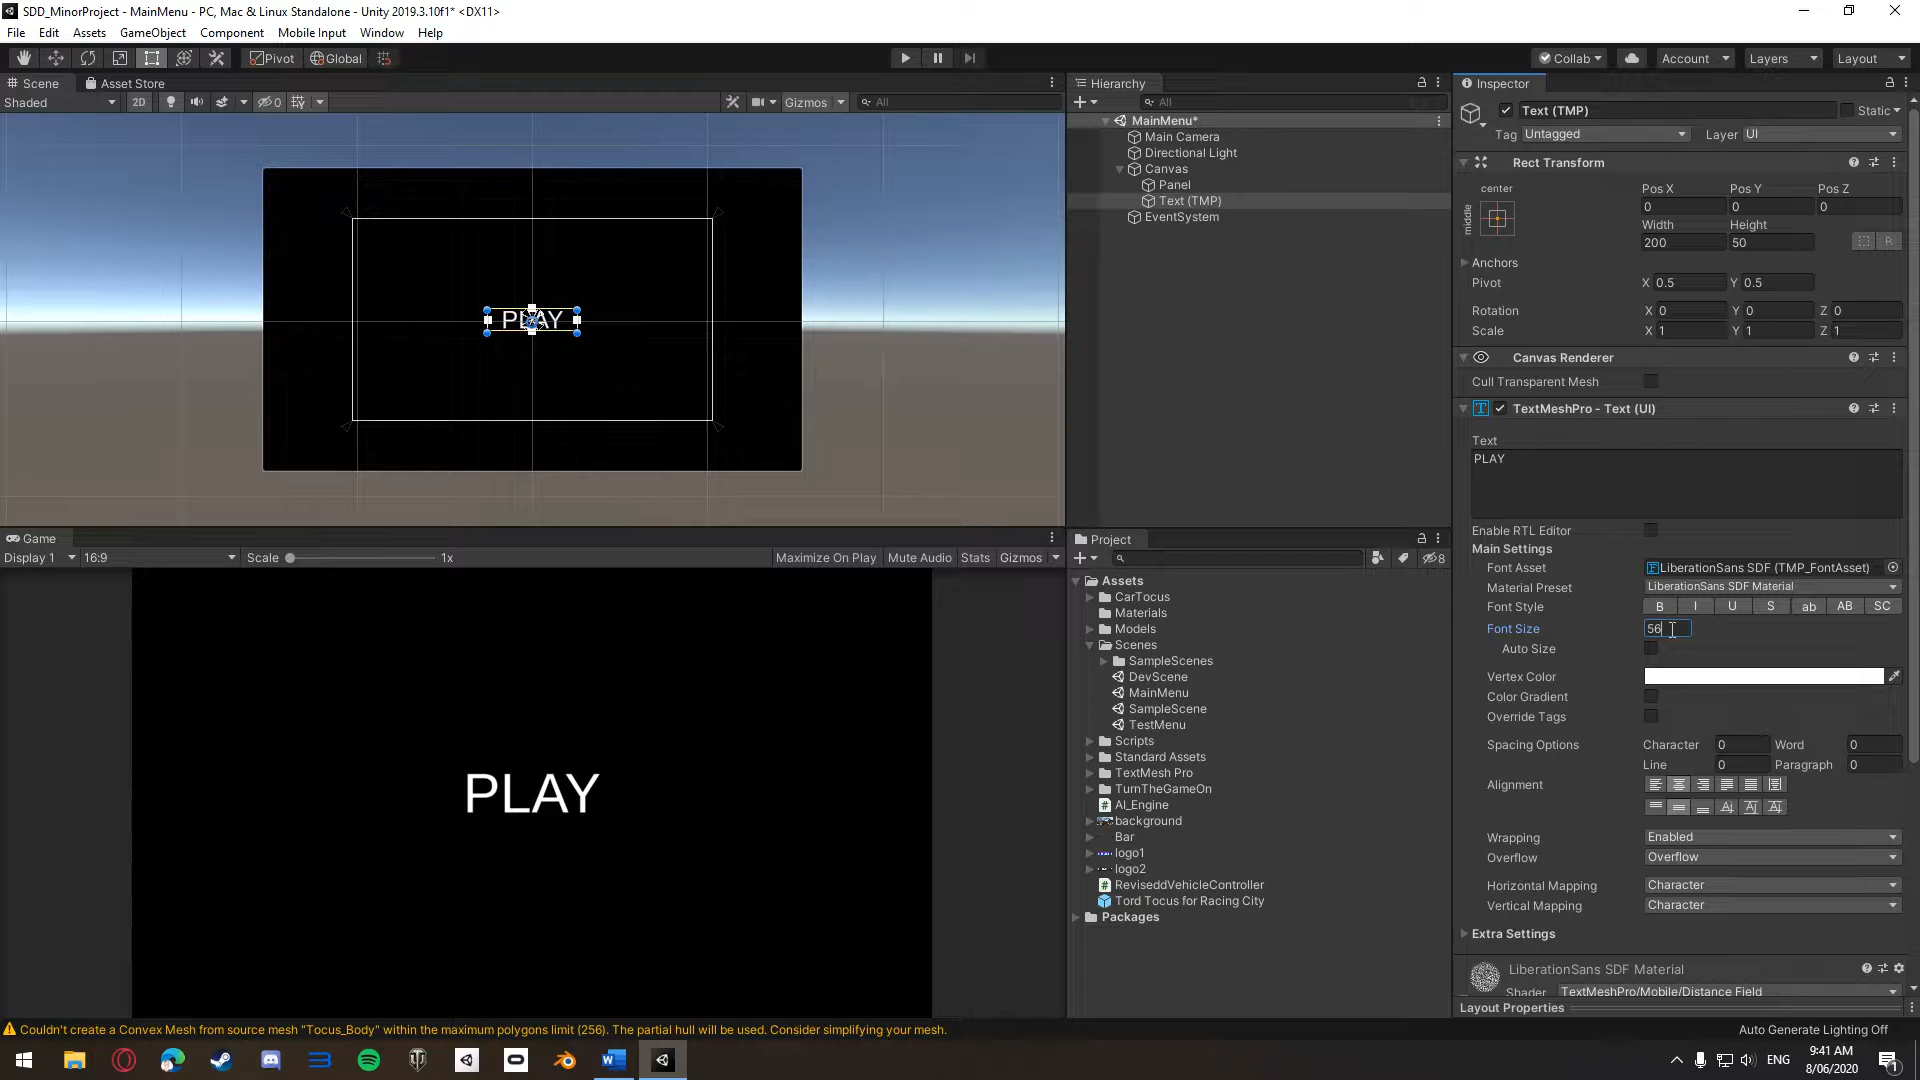 SDD_MinorProject - MainMenu - PC, Mac & Linux Standalone - Unity 2019.3.10f1* <DX11>
File Edit Assets GameObject Component Mobile Input Window Help
Pivot Global Collab Account Layers Layout
Scene Asset Store
Shaded 2D 0 Gizmos All
PLAY
Game
Display 1 16:9 Scale 1x Maximize On Play Mute Audio Stats Gizmos
PLAY
Hierarchy
All
MainMenu*
Main Camera
Directional Light
Canvas
Panel
Text (TMP)
EventSystem
Project
8
Assets
CarTocus
Materials
Models
Scenes
SampleScenes
DevScene
MainMenu
SampleScene
TestMenu
Scripts
Standard Assets
TextMesh Pro
TurnTheGameOn
AI_Engine
background
Bar
logo1
logo2
ReviseddVehicleController
Tord Tocus for Racing City
Packages
Inspector
Text (TMP) Static
Tag Untagged Layer UI
Rect Transform
center
middle
Pos X Pos Y Pos Z
0 0 0
Width Height
200 50 R
Anchors
Pivot X 0.5 Y 0.5
Rotation X 0 Y 0 Z 0
Scale X 1 Y 1 Z 1
Canvas Renderer
Cull Transparent Mesh
TextMeshPro - Text (UI)
Text
PLAY
Enable RTL Editor
Main Settings
Font Asset LiberationSans SDF (TMP_FontAsset)
Material Preset LiberationSans SDF Material
Font Style B I U S ab AB SC
Font Size 56
Auto Size
Vertex Color
Color Gradient
Override Tags
Spacing Options Character 0 Word 0
Line 0 Paragraph 0
Alignment
Wrapping Enabled
Overflow Overflow
Horizontal Mapping Character
Vertical Mapping Character
Extra Settings
LiberationSans SDF Material
Shader TextMeshPro/Mobile/Distance Field
Layout Properties
Couldn't create a Convex Mesh from source mesh "Tocus_Body" within the maximum polygons limit (256). The partial hull will be used. Consider simplifying your mesh.
Auto Generate Lighting Off
ENG
9:41 AM
8/06/2020
1